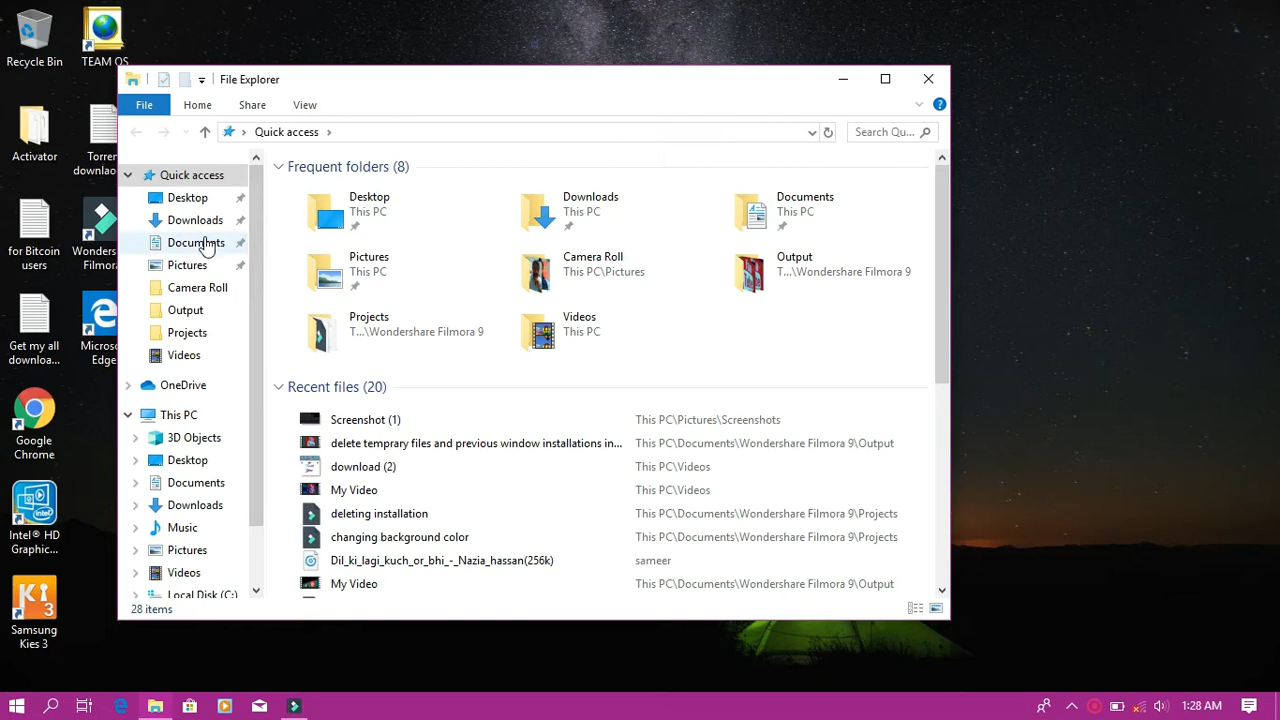 Recycle Bin
TEAM OS
Activator
Torre
downlao
for Bitcoin
users
Wonder
Filmora
Get my all
downloa...
Micros
Edge
Google
Chrome
Intel® HD
Graphic...
Samsung
Kies 3
File Explorer
File
Home
Share
View
Quick access
Search Qu...
Quick access
Desktop
Downloads
Documents
Pictures
Camera Roll
Output
Projects
Videos
OneDrive
This PC
3D Objects
Desktop
Documents
Downloads
Music
Pictures
Videos
Local Disk (C:)
Frequent folders (8)
Desktop
This PC
Downloads
This PC
Documents
This PC
Pictures
This PC
Camera Roll
This PC\Pictures
Output
T...\Wondershare Filmora 9
Projects
T...\Wondershare Filmora 9
Videos
This PC
Recent files (20)
Screenshot (1) This PC\Pictures\Screenshots
delete temprary files and previous window installations in... This PC\Documents\Wondershare Filmora 9\Output
download (2) This PC\Videos
My Video This PC\Videos
deleting installation This PC\Documents\Wondershare Filmora 9\Projects
changing background color This PC\Documents\Wondershare Filmora 9\Projects
Dil_ki_lagi_kuch_or_bhi_-_Nazia_hassan(256k) sameer
My Video This PC\Documents\Wondershare Filmora 9\Output
28 items
1:28 AM